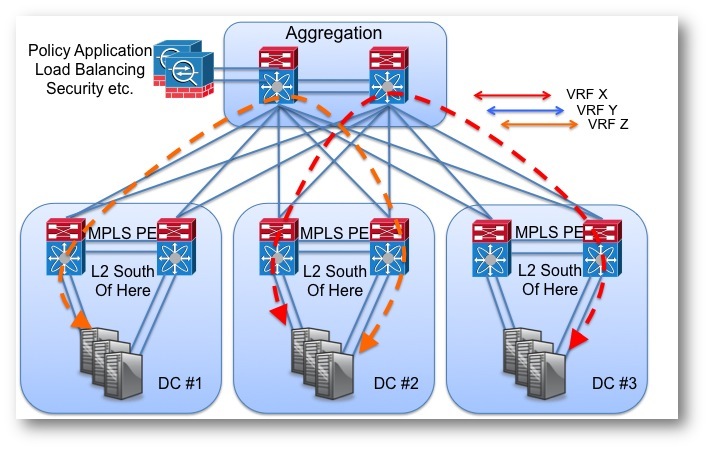 Aggregation
Policy Application
Load Balancing
Security etc.
VRF X
VRF Y
VRF Z
MPLS PE
L2 South
Of Here
DC #1
MPLS PE
L2 South
Of Here
DC #2
MPLS PE
L2 South
Of Here
DC #3